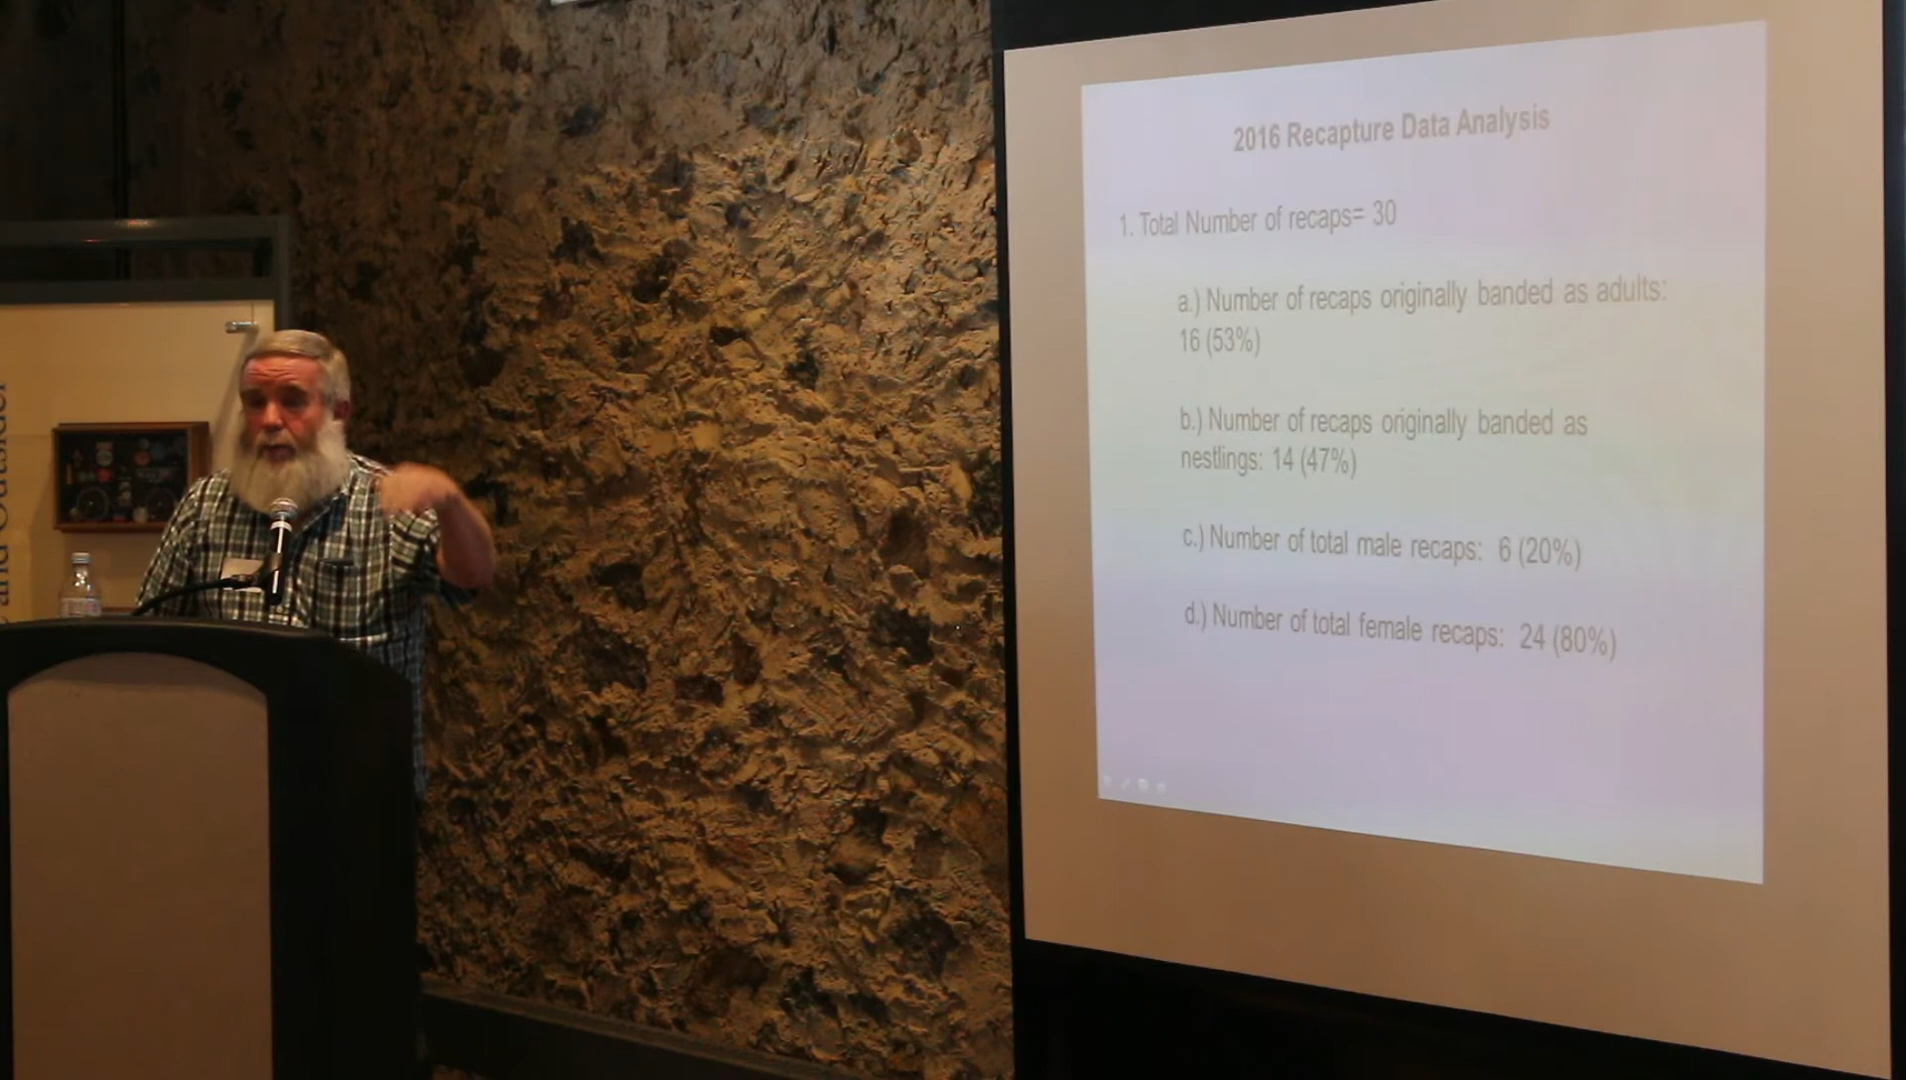 2016 Recapture Data Analysis
1. Total Number of recaps= 30
a.) Number of recaps originally banded as adults:
16 (53%)
b.) Number of recaps originally banded as
nestlings: 14 (47%)
c.) Number of total male recaps: 6 (20%)
d.) Number of total female recaps: 24 (80%)
and Outsider